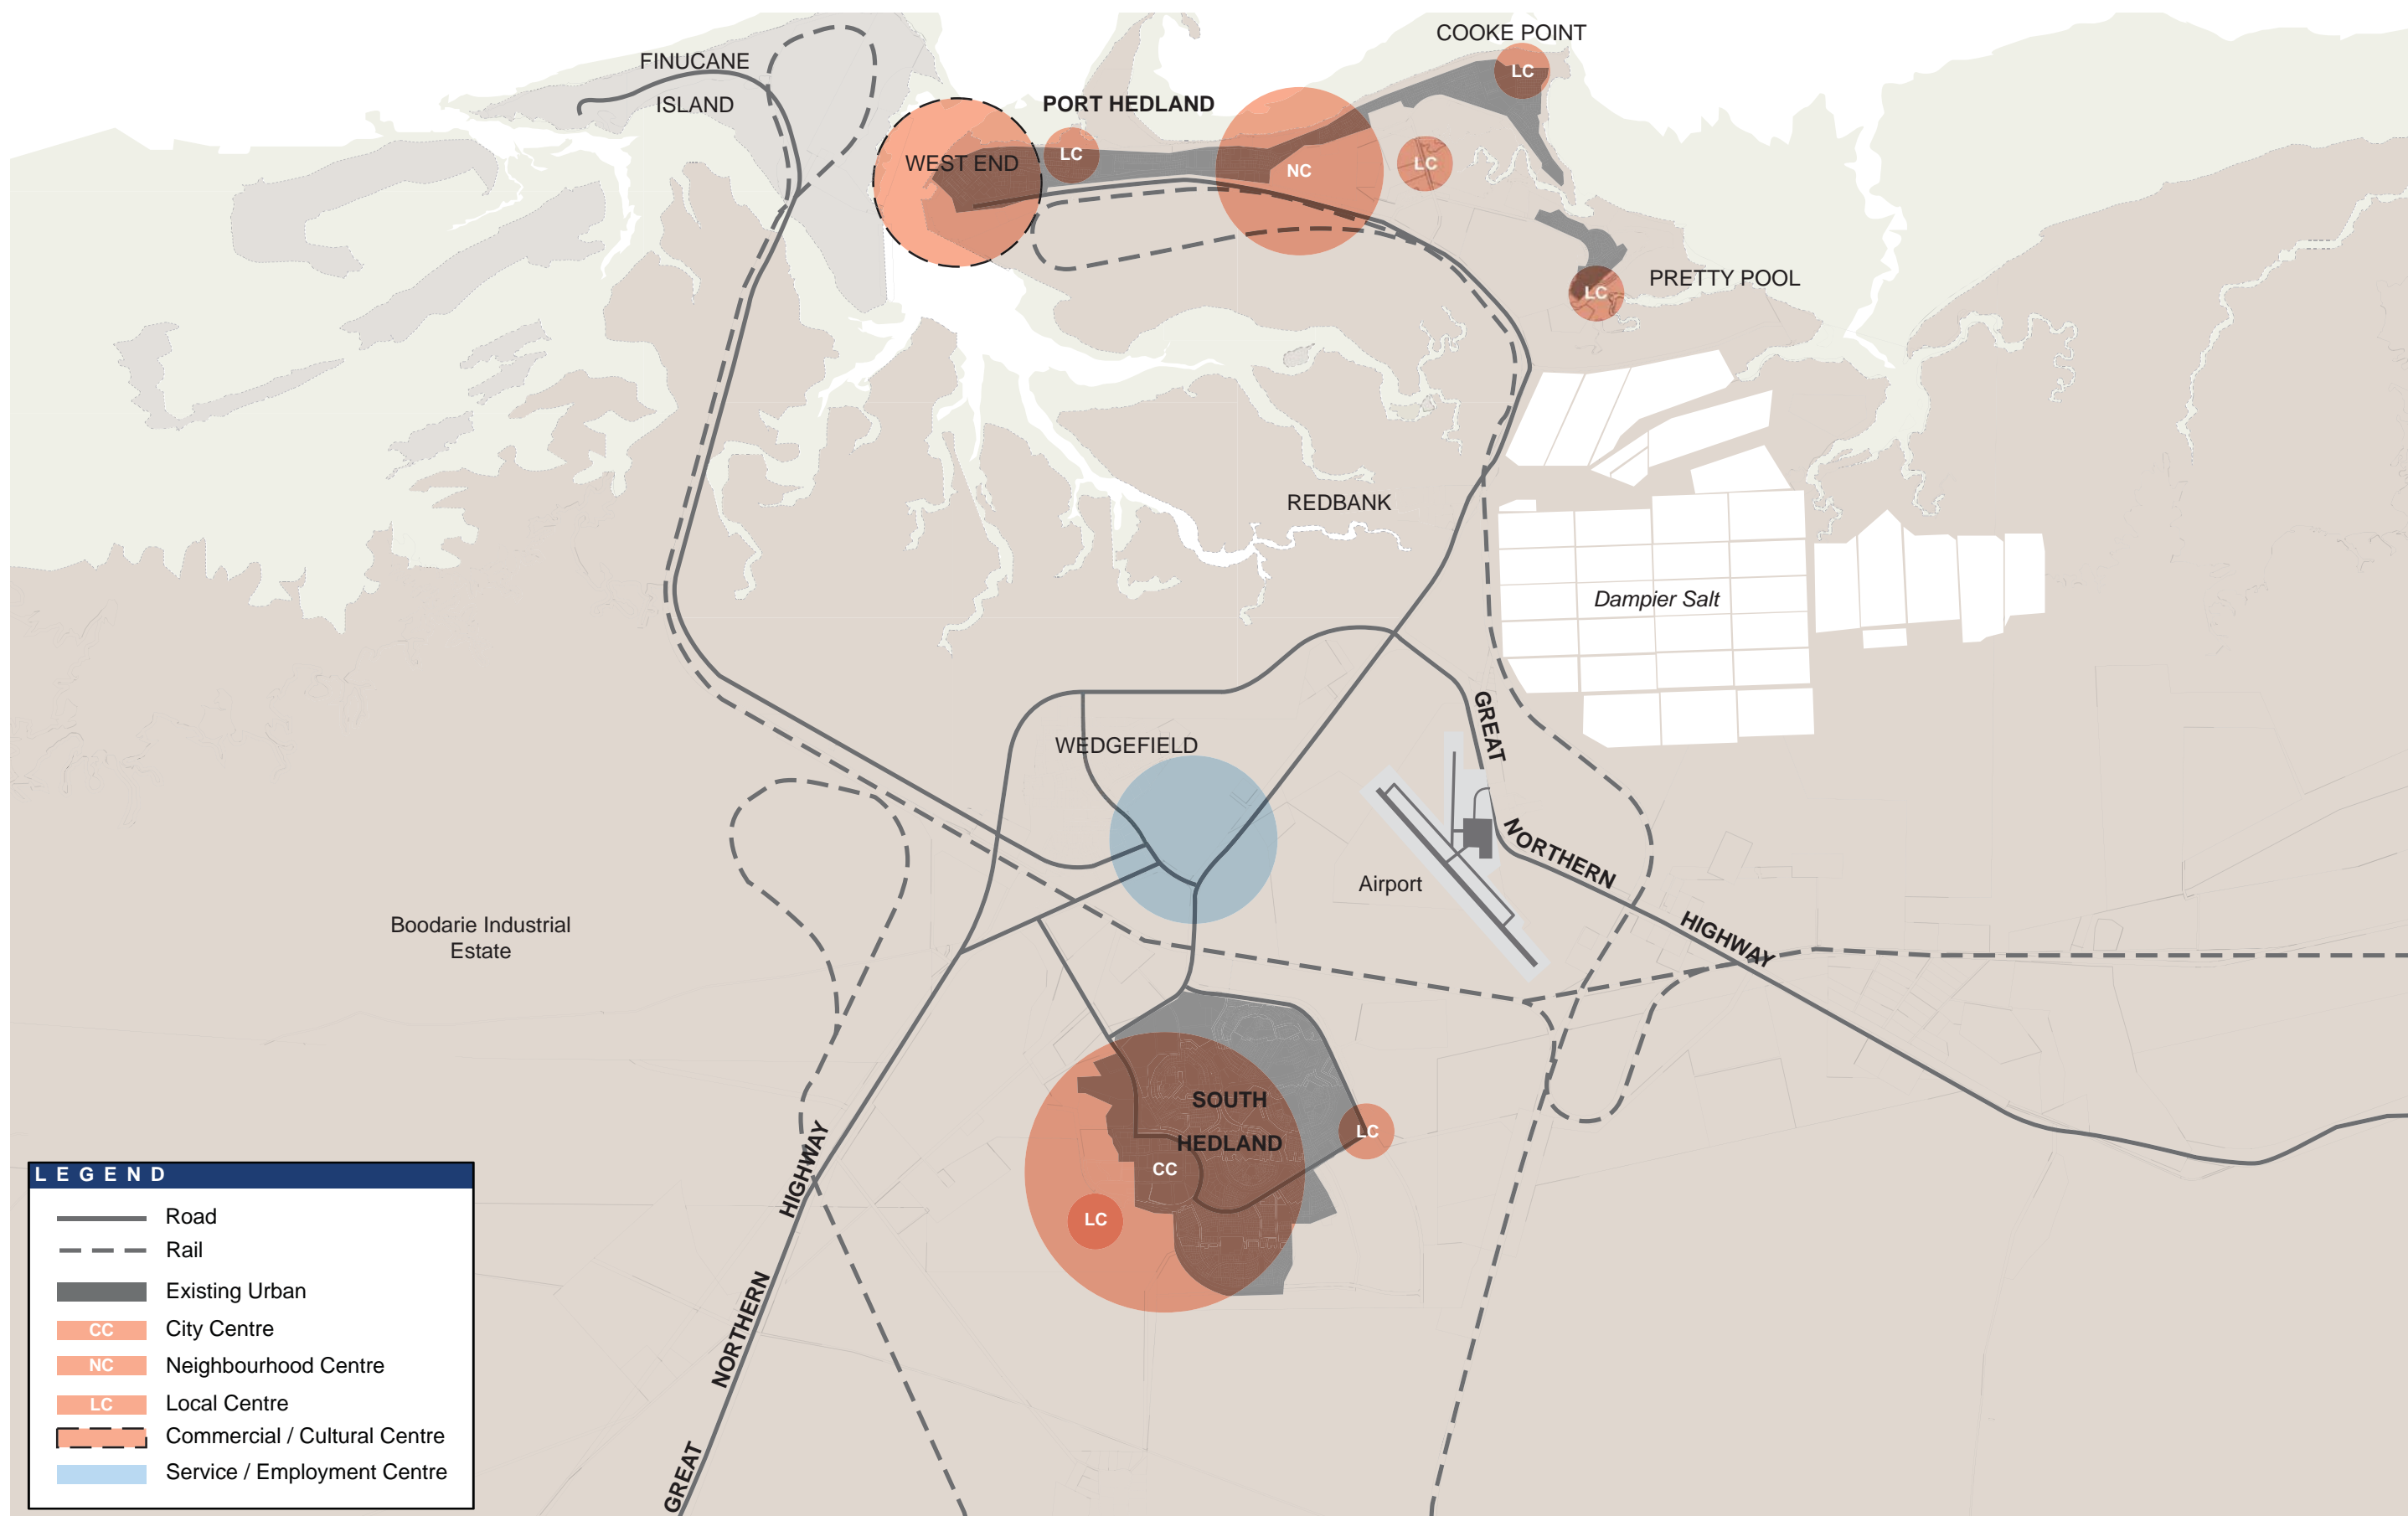 COOKE POINT
FINUCANE
ISLAND
LC
PORT HEDLAND
WEST END
LC
NC
LC
PRETTY POOL
LC
REDBANK
Dampier Salt
GREAT
NORTHERN
HIGHWAY
WEDGEFIELD
Airport
Boodarie Industrial
Estate
SOUTH
HEDLAND
LC
CC
LC
HIGHWAY
NORTHERN
GREAT
LEGEND
Road
Rail
Existing Urban
CC City Centre
NC Neighbourhood Centre
LC Local Centre
Commercial / Cultural Centre
Service / Employment Centre